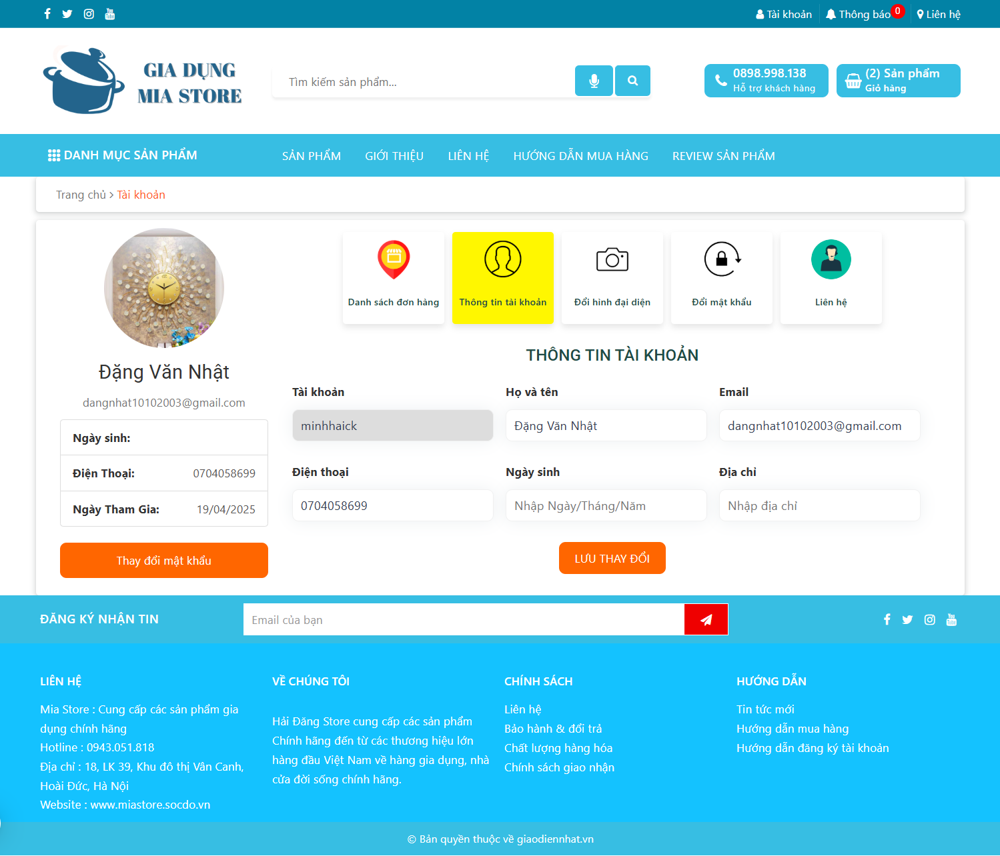 Tài khoản
Thông báo
0
Liên hệ
GIA DỤNG
MIA STORE
Tìm kiếm sản phẩm...
0898.998.138
Hỗ trợ khách hàng
(2) Sản phẩm
Giỏ hàng
DANH MỤC SẢN PHẨM
SẢN PHẨM
GIỚI THIỆU
LIÊN HỆ
HƯỚNG DẪN MUA HÀNG
REVIEW SẢN PHẨM
Trang chủ > Tài khoản
Đặng Văn Nhật
dangnhat10102003@gmail.com
Ngày sinh:
Điện Thoại: 0704058699
Ngày Tham Gia: 19/04/2025
Thay đổi mật khẩu
Danh sách đơn hàng
Thông tin tài khoản
Đổi hình đại diện
Đổi mật khẩu
Liên hệ
THÔNG TIN TÀI KHOẢN
Tài khoản
minhhaick
Họ và tên
Đặng Văn Nhật
Email
dangnhat10102003@gmail.com
Điện thoại
0704058699
Ngày sinh
Nhập Ngày/Tháng/Năm
Địa chỉ
Nhập địa chỉ
LƯU THAY ĐỔI
ĐĂNG KÝ NHẬN TIN
Email của bạn
LIÊN HỆ
Mia Store : Cung cấp các sản phẩm gia
dụng chính hãng
Hotline : 0943.051.818
Địa chỉ : 18, LK 39, Khu đô thị Vân Canh,
Hoài Đức, Hà Nội
Website : www.miastore.socdo.vn
VỀ CHÚNG TÔI
Hải Đăng Store cung cấp các sản phẩm
Chính hãng đến từ các thương hiệu lớn
hàng đầu Việt Nam về hàng gia dụng, nhà
cửa đời sống chính hãng.
CHÍNH SÁCH
Liên hệ
Bảo hành & đổi trả
Chất lượng hàng hóa
Chính sách giao nhận
HƯỚNG DẪN
Tin tức mới
Hướng dẫn mua hàng
Hướng dẫn đăng ký tài khoản
© Bản quyền thuộc về giaodiennhat.vn